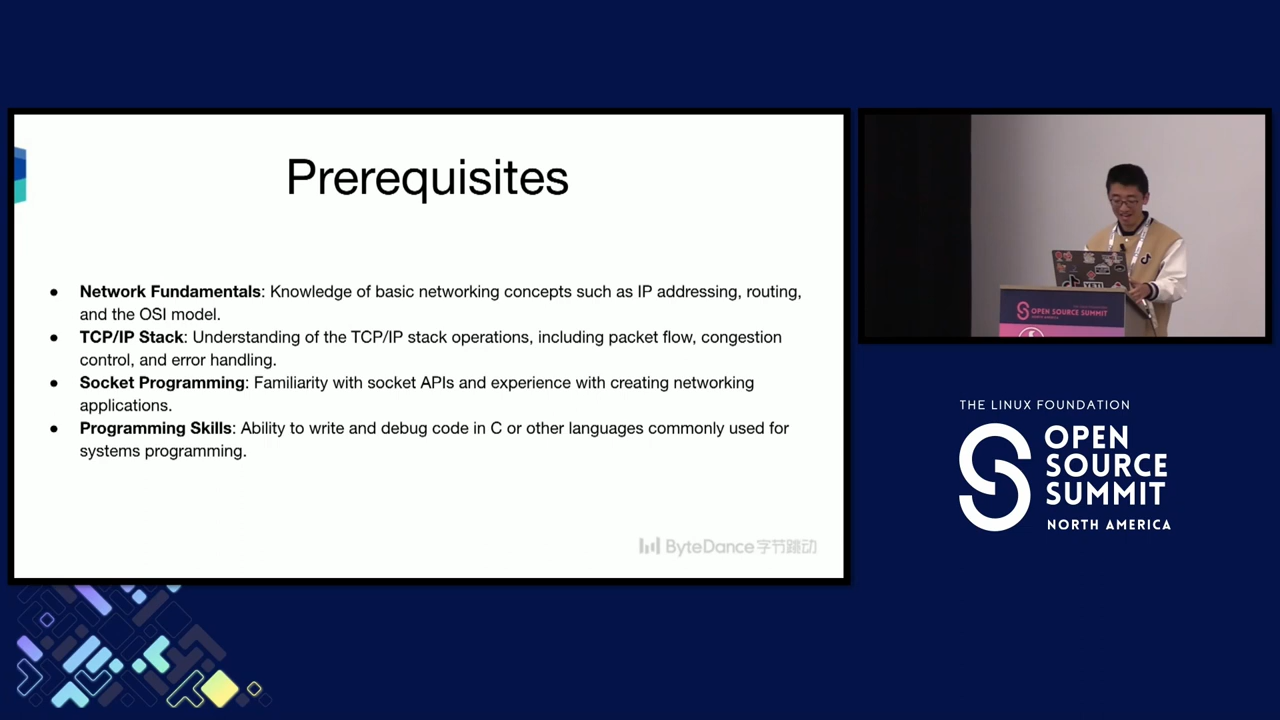 Prerequisites
● Network Fundamentals: Knowledge of basic networking concepts such as IP addressing, routing,
and the OSI model.
● TCP/IP Stack: Understanding of the TCP/IP stack operations, including packet flow, congestion
control, and error handling.
● Socket Programming: Familiarity with socket APIs and experience with creating networking
applications.
● Programming Skills: Ability to write and debug code in C or other languages commonly used for
systems programming.
ByteDance字节跳动
YETI
OPEN SOURCE SUMMIT
THE LINUX FOUNDATION
OPEN
SOURCE
SUMMIT
NORTH AMERICA